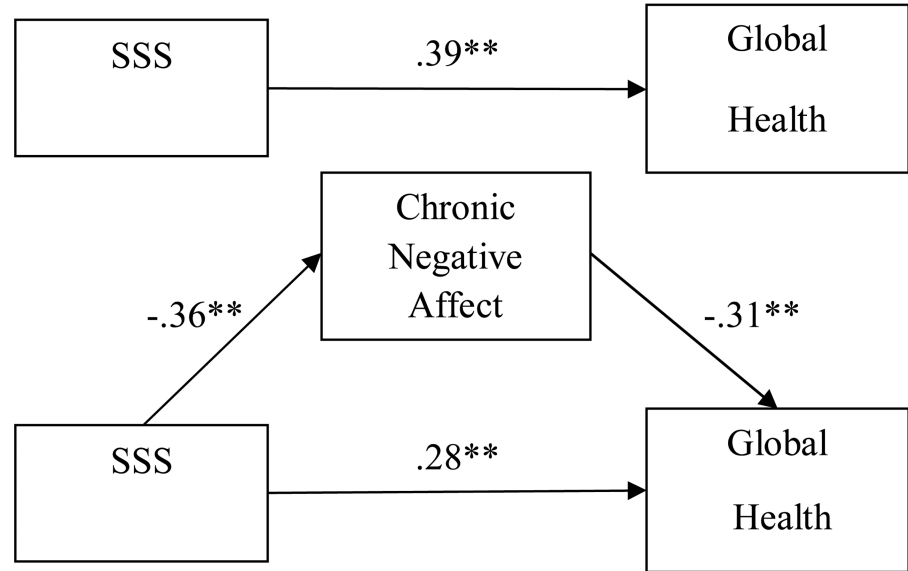 SSS
.39**
Global
Health
Chronic
Negative
Affect
-.36**
-.31**
SSS
.28**
Global
Health